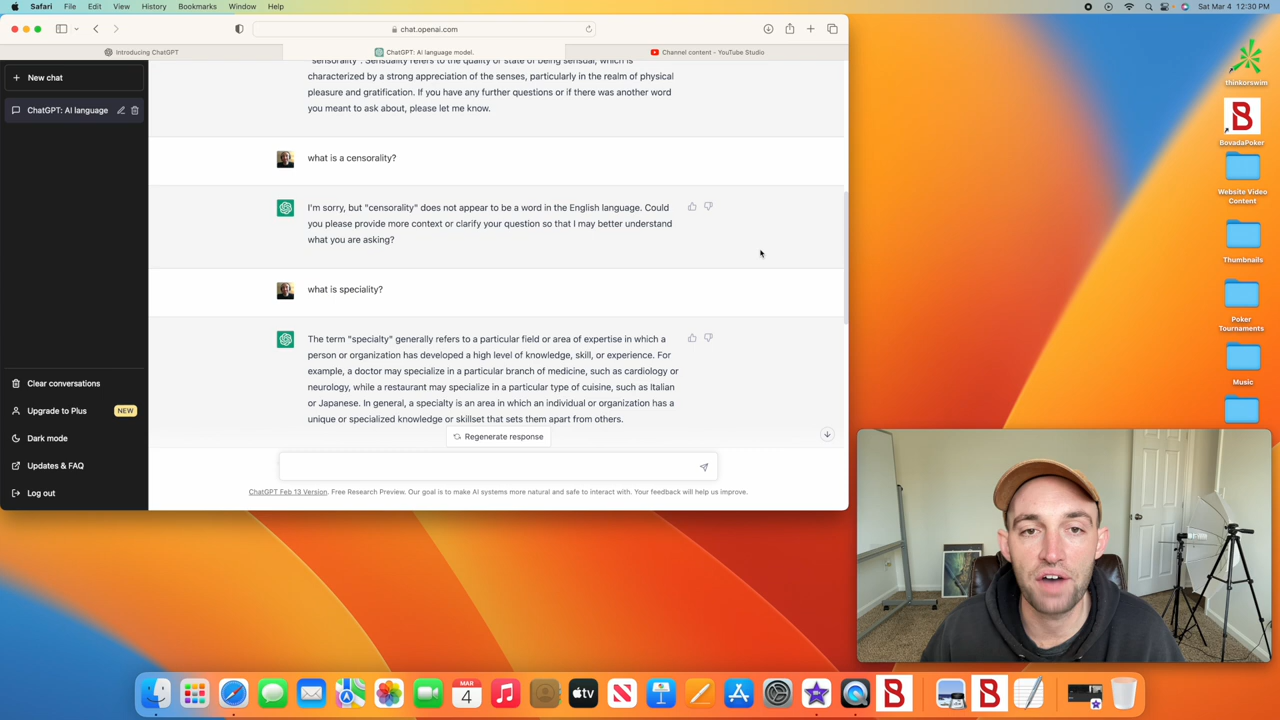 Safari File Edit View History Bookmarks Window Help
Sat Mar 4 12:30 PM
chat.openai.com
Introducing ChatGPT
ChatGPT: AI language model.
Channel content - YouTube Studio
New chat
ChatGPT: AI language
Clear conversations
Upgrade to Plus NEW
Dark mode
Updates & FAQ
Log out
"sensorality". Sensuality refers to the quality or state of being sensual, which is
characterized by a strong appreciation of the senses, particularly in the realm of physical
pleasure and gratification. If you have any further questions or if there was another word
you meant to ask about, please let me know.
what is a censorality?
I'm sorry, but "censorality" does not appear to be a word in the English language. Could
you please provide more context or clarify your question so that I may better understand
what you are asking?
what is speciality?
The term "specialty" generally refers to a particular field or area of expertise in which a
person or organization has developed a high level of knowledge, skill, or experience. For
example, a doctor may specialize in a particular branch of medicine, such as cardiology or
neurology, while a restaurant may specialize in a particular type of cuisine, such as Italian
or Japanese. In general, a specialty is an area in which an individual or organization has a
unique or specialized knowledge or skillset that sets them apart from others.
Regenerate response
ChatGPT Feb 13 Version. Free Research Preview. Our goal is to make AI systems more natural and safe to interact with. Your feedback will help us improve.
thinkorswim
B
BovadaPoker
Website Video
Content
Thumbnails
Poker
Tournaments
Music
MAR
4
tv
B
B